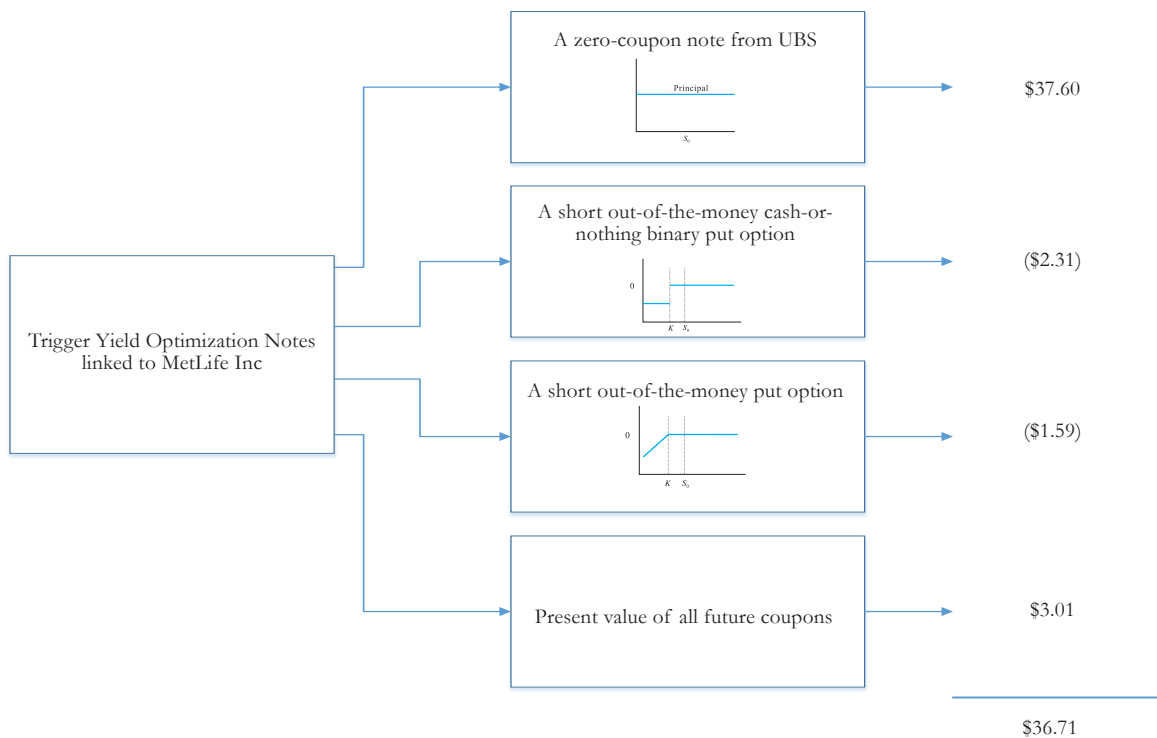 A zero-coupon note from UBS
Principal
S0
$37.60
A short out-of-the-money cash-or-
nothing binary put option
0
K S0
($2.31)
Trigger Yield Optimization Notes
linked to MetLife Inc
A short out-of-the-money put option
0
K S0
($1.59)
Present value of all future coupons
$3.01
$36.71